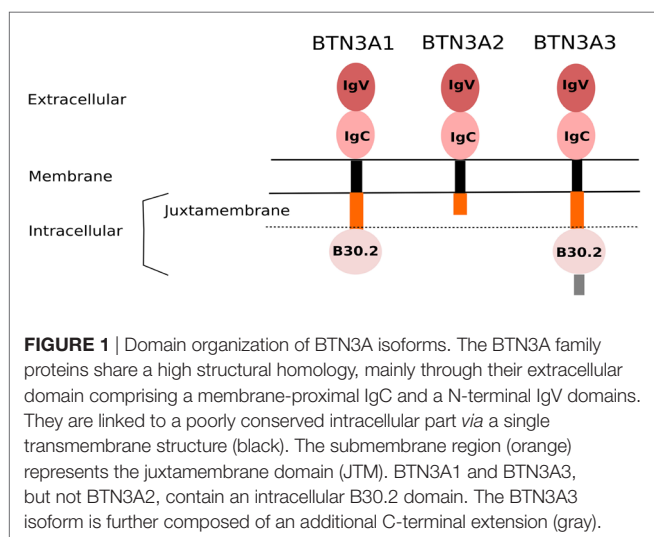 BTN3A1 BTN3A2 BTN3A3
IgV IgV IgV
Extracellular
IgC IgC IgC
Membrane
Juxtamembrane
Intracellular
B30.2 B30.2
FIGURE 1 | Domain organization of BTN3A isoforms. The BTN3A family
proteins share a high structural homology, mainly through their extracellular
domain comprising a membrane-proximal IgC and a N-terminal IgV domains.
They are linked to a poorly conserved intracellular part via a single
transmembrane structure (black). The submembrane region (orange)
represents the juxtamembrane domain (JTM). BTN3A1 and BTN3A3,
but not BTN3A2, contain an intracellular B30.2 domain. The BTN3A3
isoform is further composed of an additional C-terminal extension (gray).